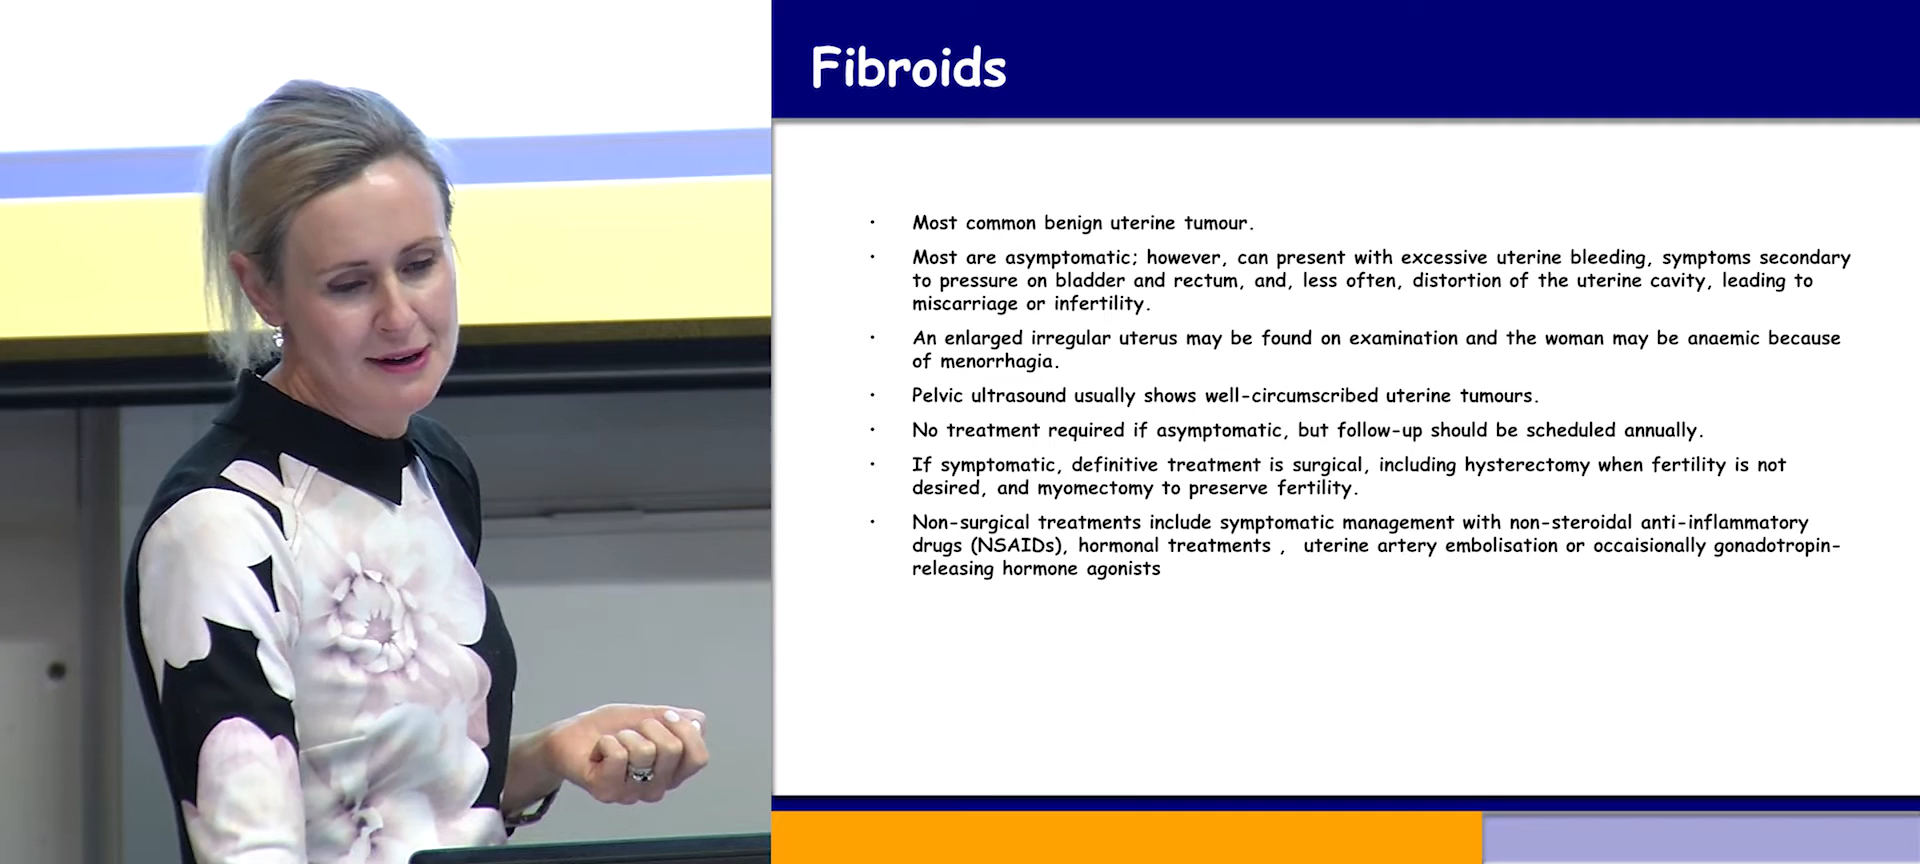 Fibroids
· Most common benign uterine tumour.
· Most are asymptomatic; however, can present with excessive uterine bleeding, symptoms secondary
to pressure on bladder and rectum, and, less often, distortion of the uterine cavity, leading to
miscarriage or infertility.
· An enlarged irregular uterus may be found on examination and the woman may be anaemic because
of menorrhagia.
· Pelvic ultrasound usually shows well-circumscribed uterine tumours.
· No treatment required if asymptomatic, but follow-up should be scheduled annually.
· If symptomatic, definitive treatment is surgical, including hysterectomy when fertility is not
desired, and myomectomy to preserve fertility.
· Non-surgical treatments include symptomatic management with non-steroidal anti-inflammatory
drugs (NSAIDs), hormonal treatments ,  uterine artery embolisation or occaisionally gonadotropin-
releasing hormone agonists